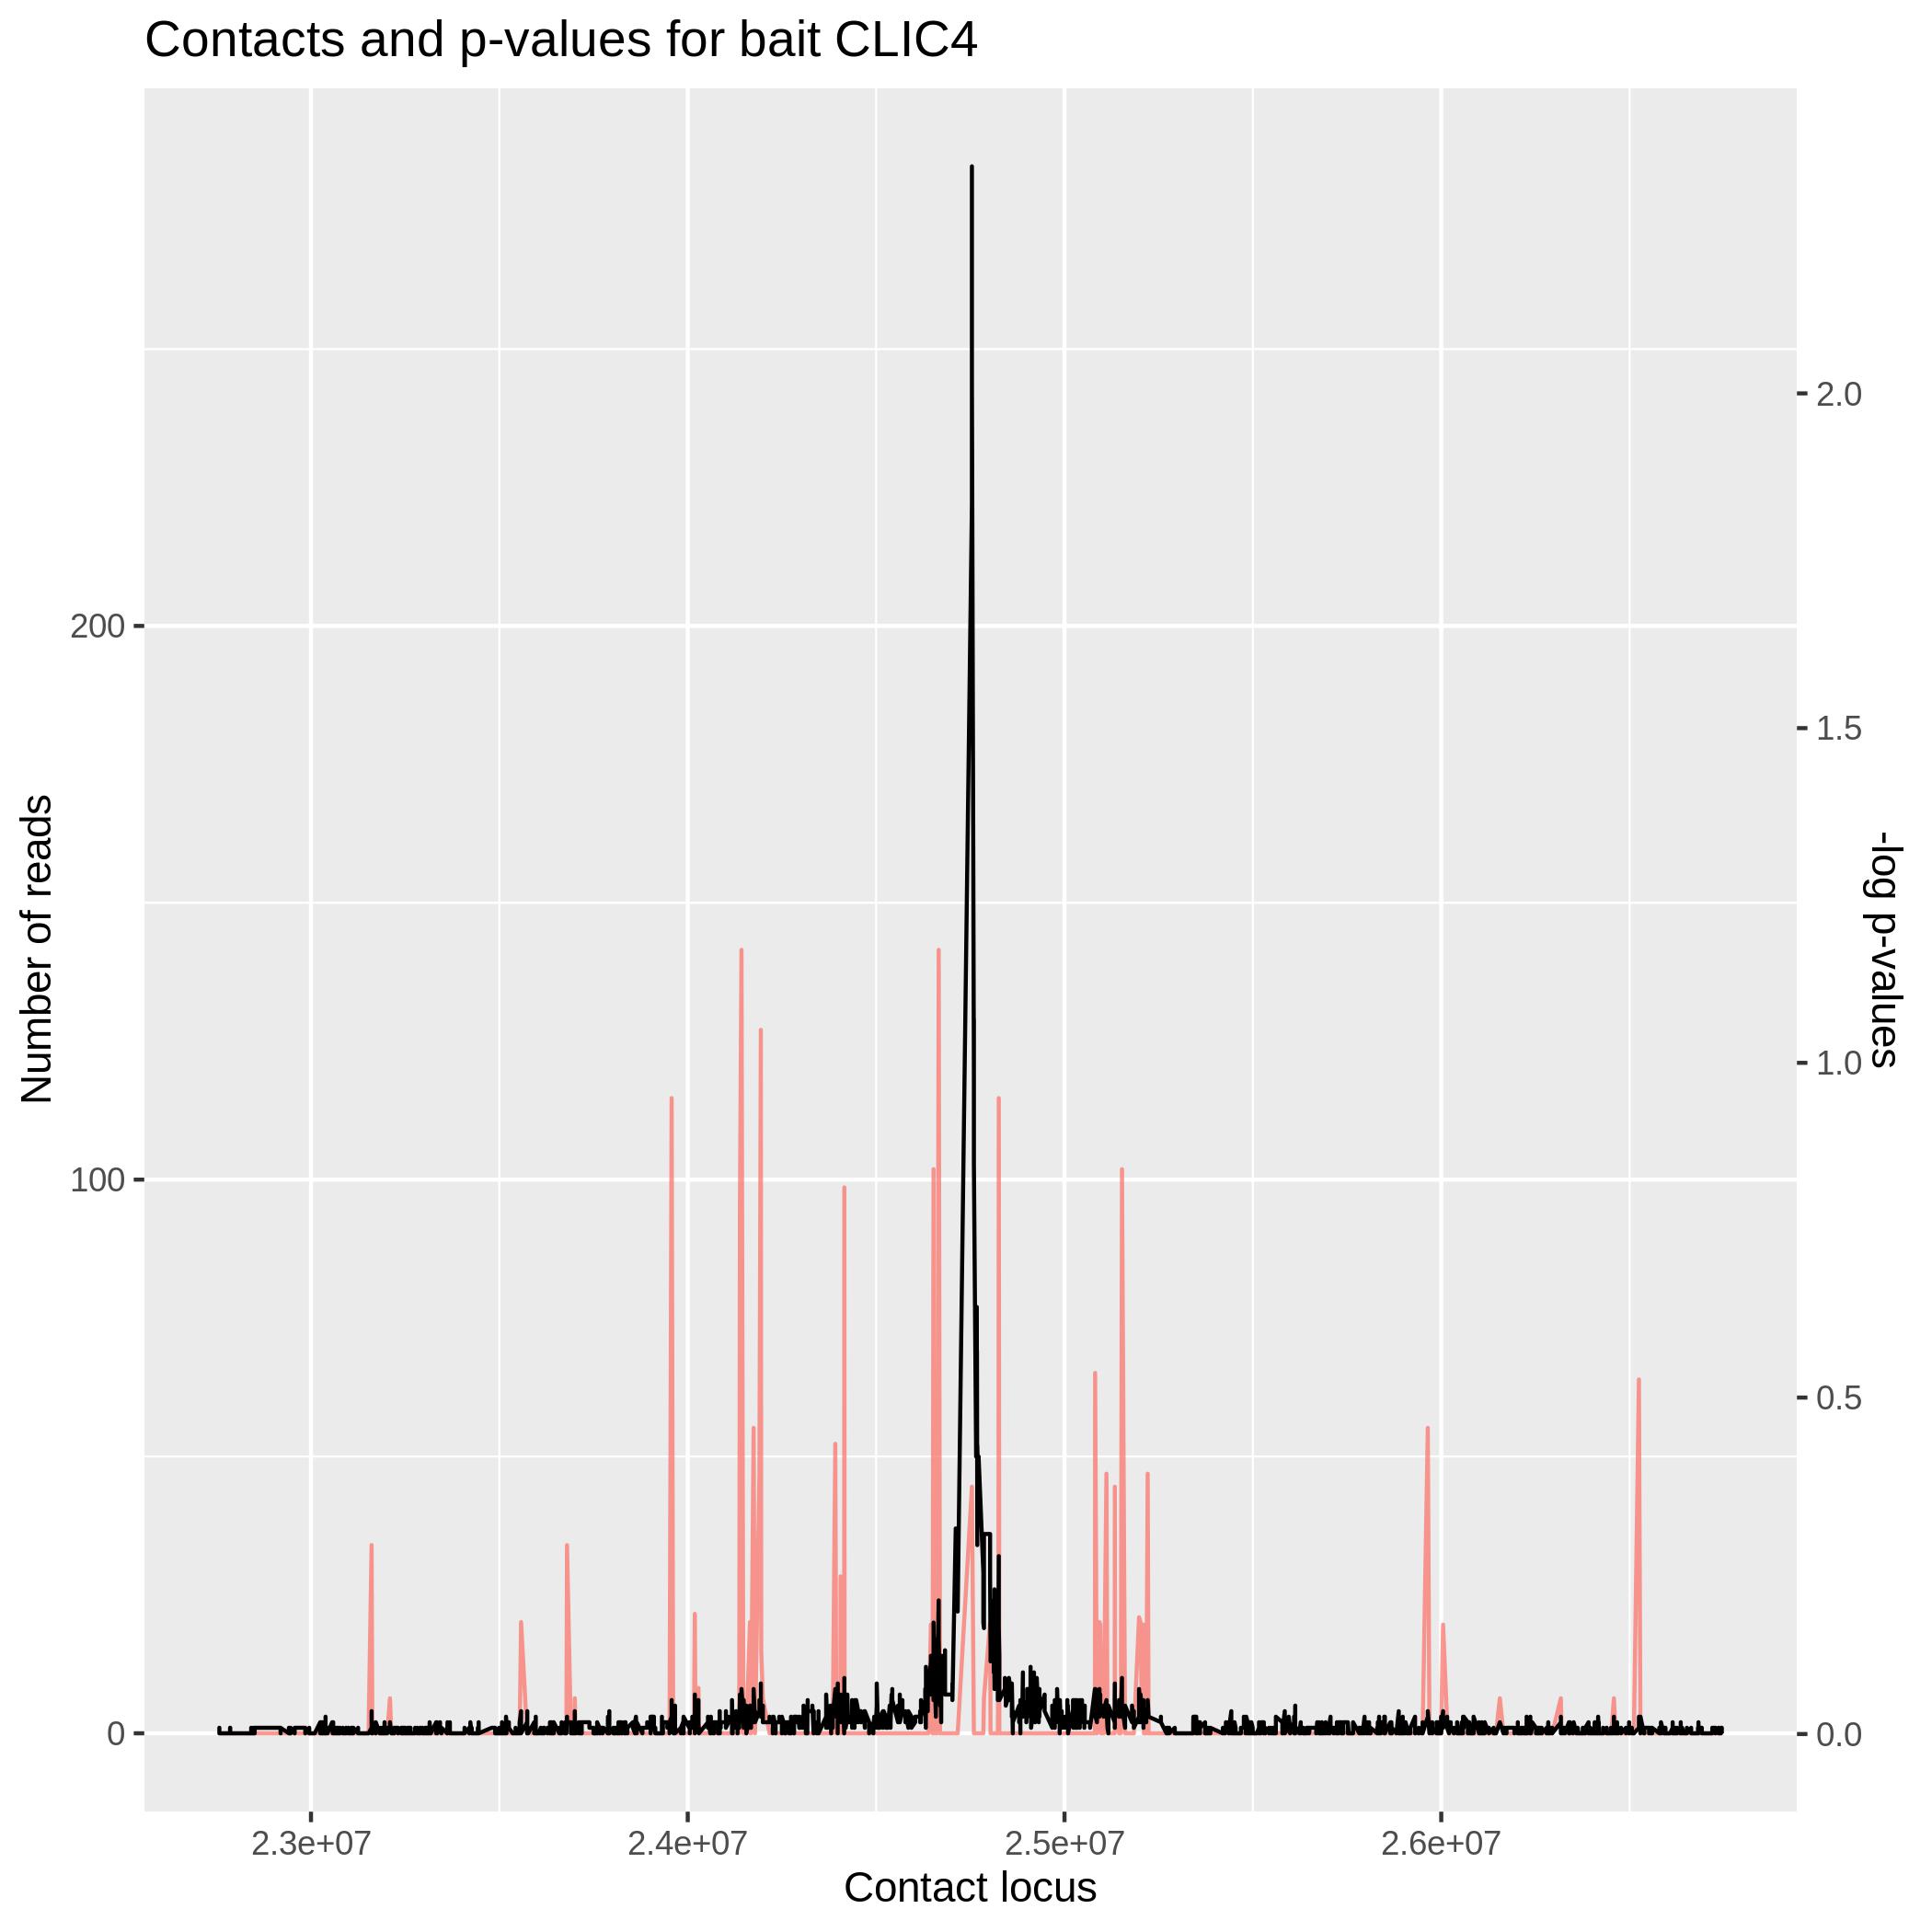 Contacts and p-values for bait CLIC4
Number of reads
200
100
0
2.0
1.5
1.0
0.5
0.0
-log p-values
2.3e+07
2.4e+07
2.5e+07
2.6e+07
Contact locus